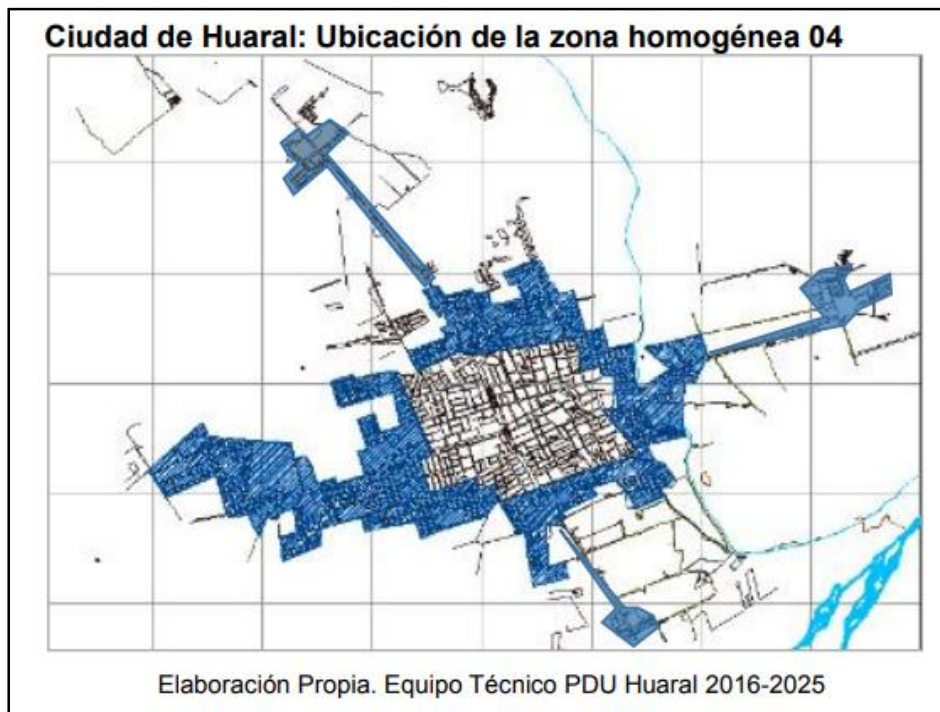 Ciudad de Huaral: Ubicación de la zona homogénea 04
Elaboración Propia. Equipo Técnico PDU Huaral 2016-2025